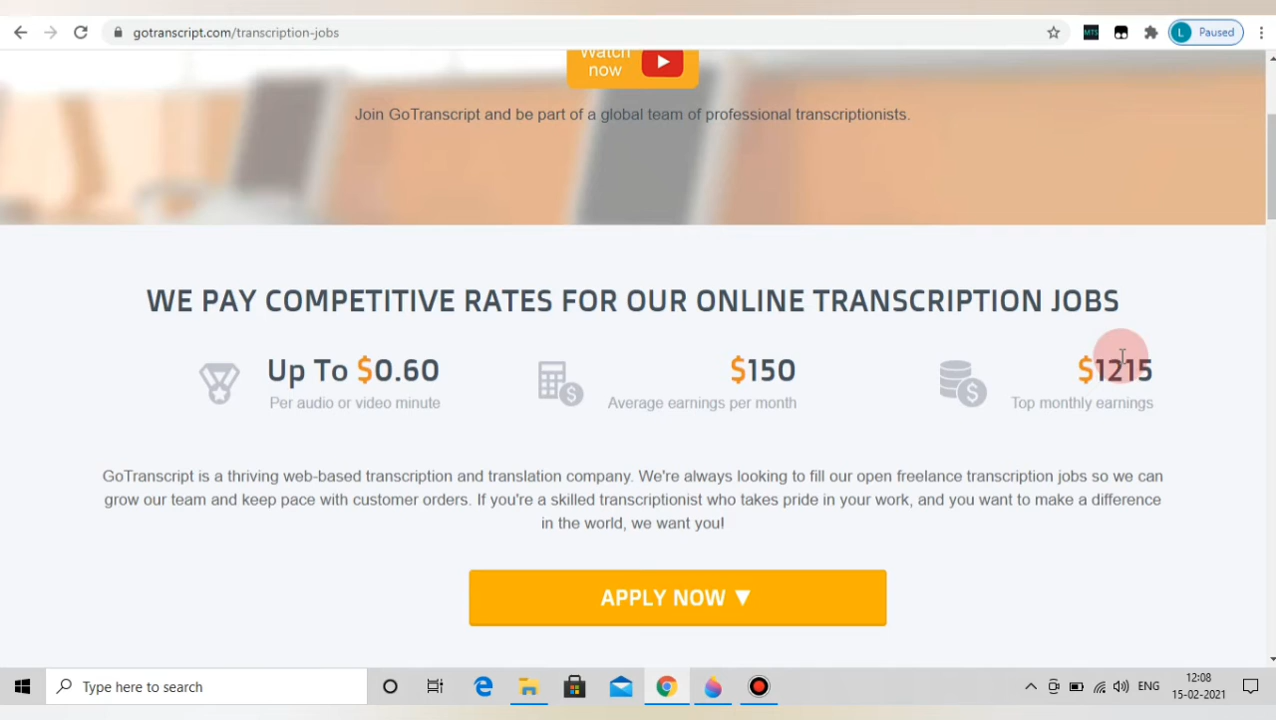 gotranscript.com/transcription-jobs
MTS
L
Paused
Watch
now
Join GoTranscript and be part of a global team of professional transcriptionists.
WE PAY COMPETITIVE RATES FOR OUR ONLINE TRANSCRIPTION JOBS
Up To $0.60
Per audio or video minute
$150
Average earnings per month
$1215
Top monthly earnings
GoTranscript is a thriving web-based transcription and translation company. We're always looking to fill our open freelance transcription jobs so we can
grow our team and keep pace with customer orders. If you're a skilled transcriptionist who takes pride in your work, and you want to make a difference
in the world, we want you!
APPLY NOW ▼
Type here to search
ENG
12:08
15-02-2021